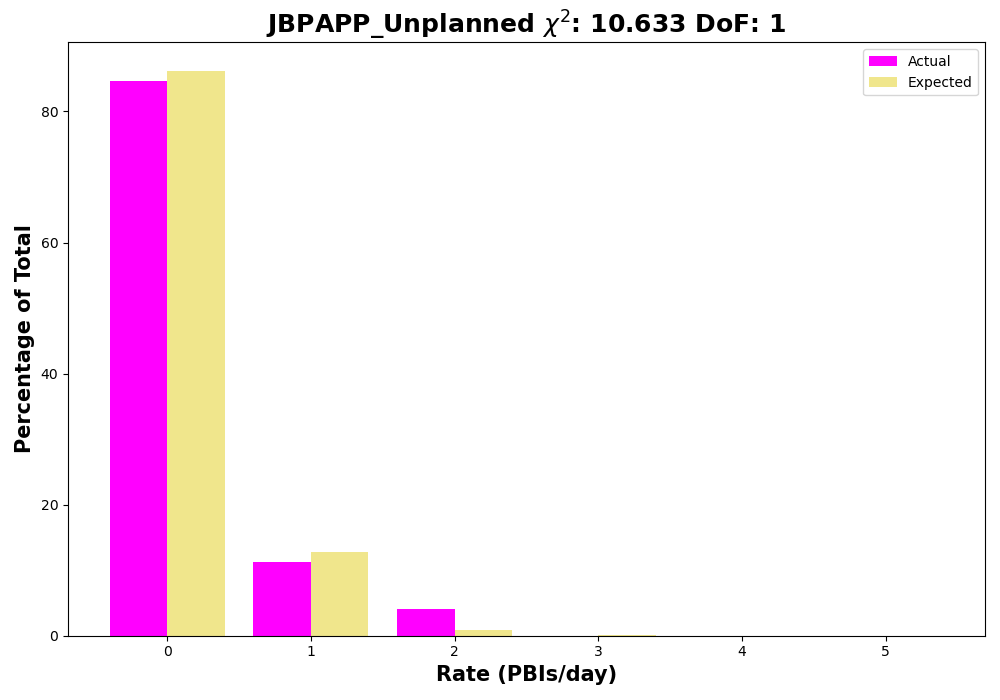 JBPAPP_Unplanned χ²: 10.633 DoF: 1
Actual
Expected
Percentage of Total
80
60
40
20
0
0 1 2 3 4 5
Rate (PBIs/day)